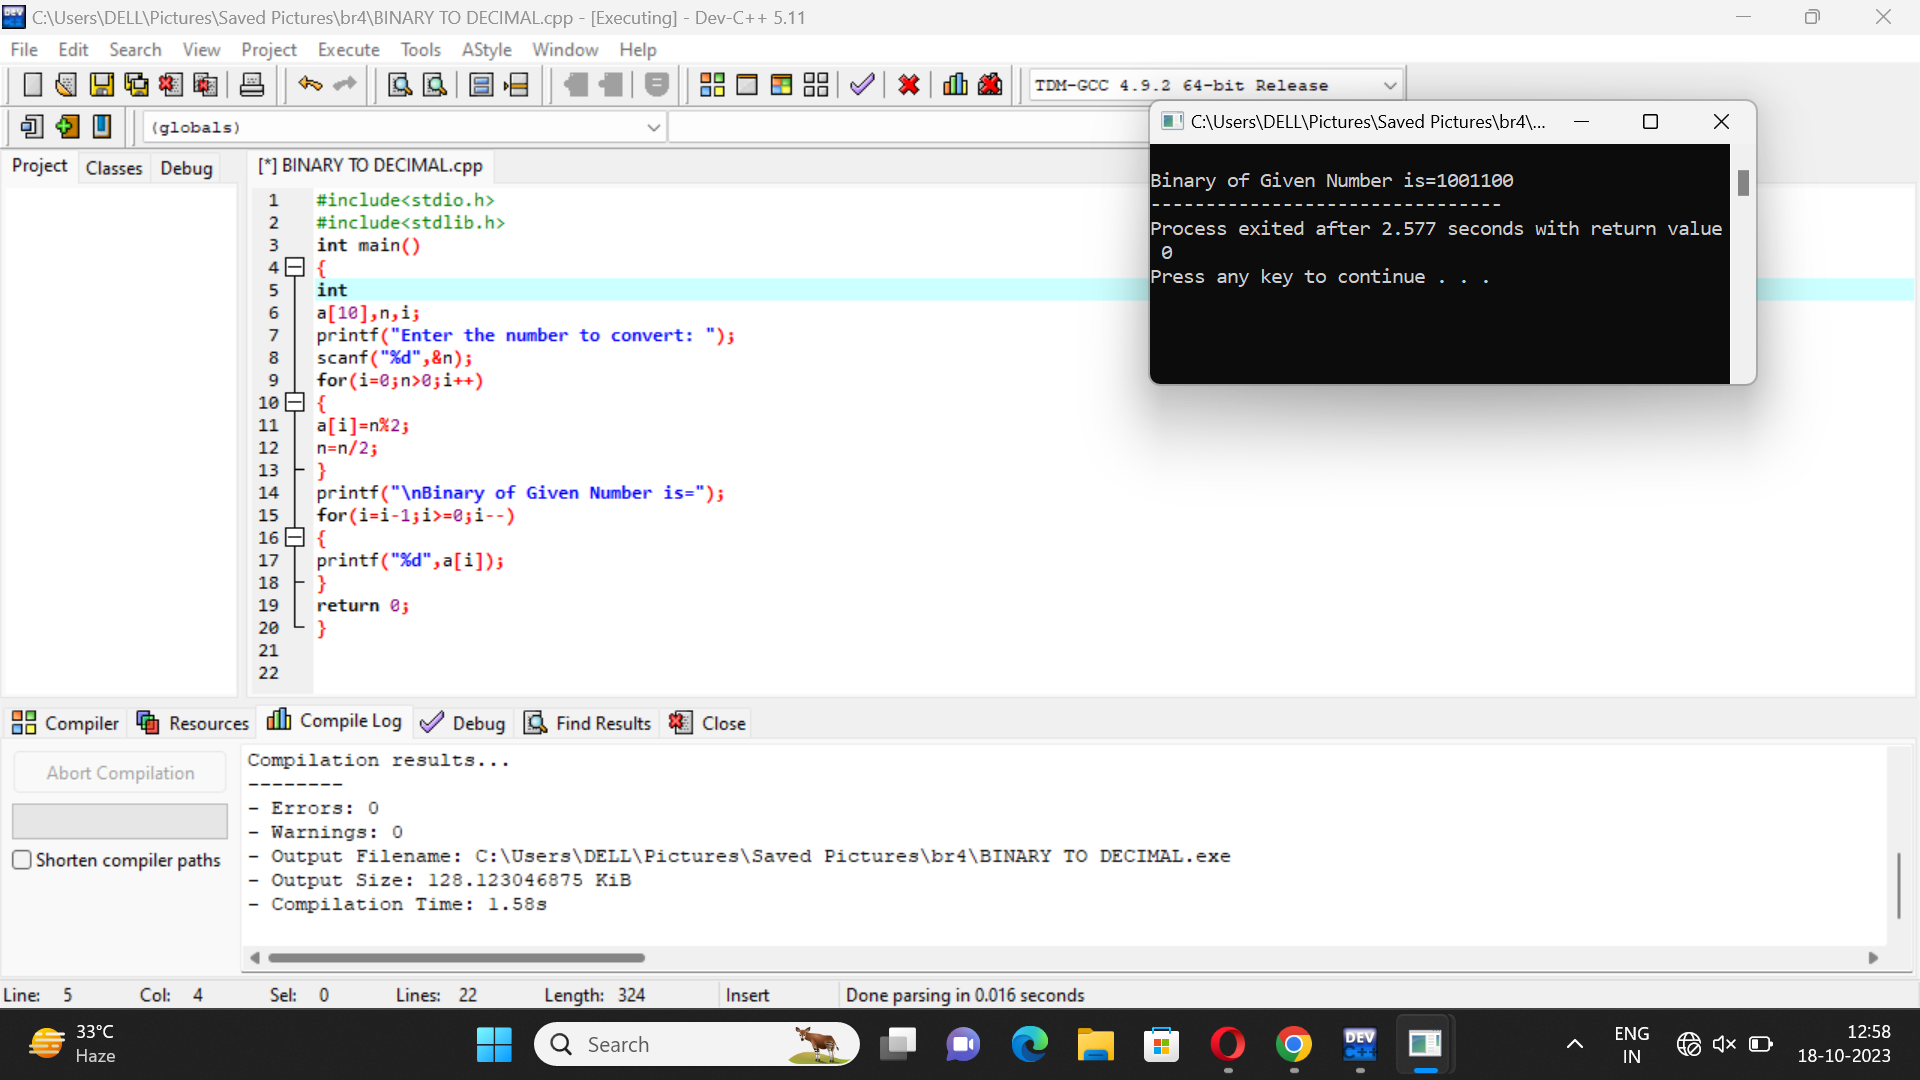 C:\Users\DELL\Pictures\Saved Pictures\br4\BINARY TO DECIMAL.cpp - [Executing] - Dev-C++ 5.11
File Edit Search View Project Execute Tools AStyle Window Help
TDM-GCC 4.9.2 64-bit Release
(globals)
Project Classes Debug
[*] BINARY TO DECIMAL.cpp
1 #include<stdio.h>
2 #include<stdlib.h>
3 int main()
4 {
5 int
6 a[10],n,i;
7 printf("Enter the number to convert: ");
8 scanf("%d",&n);
9 for(i=0;n>0;i++)
10 {
11 a[i]=n%2;
12 n=n/2;
13 }
14 printf("\nBinary of Given Number is=");
15 for(i=i-1;i>=0;i--)
16 {
17 printf("%d",a[i]);
18 }
19 return 0;
20 }
21
22
C:\Users\DELL\Pictures\Saved Pictures\br4\...
Binary of Given Number is=1001100
--------------------------------
Process exited after 2.577 seconds with return value
0
Press any key to continue . . .
Compiler Resources Compile Log Debug Find Results Close
Abort Compilation
Shorten compiler paths
Compilation results...
--------
- Errors: 0
- Warnings: 0
- Output Filename: C:\Users\DELL\Pictures\Saved Pictures\br4\BINARY TO DECIMAL.exe
- Output Size: 128.123046875 KiB
- Compilation Time: 1.58s
Line: 5 Col: 4 Sel: 0 Lines: 22 Length: 324 Insert Done parsing in 0.016 seconds
33°C
Haze
Search
DEV
C++
ENG
IN
12:58
18-10-2023